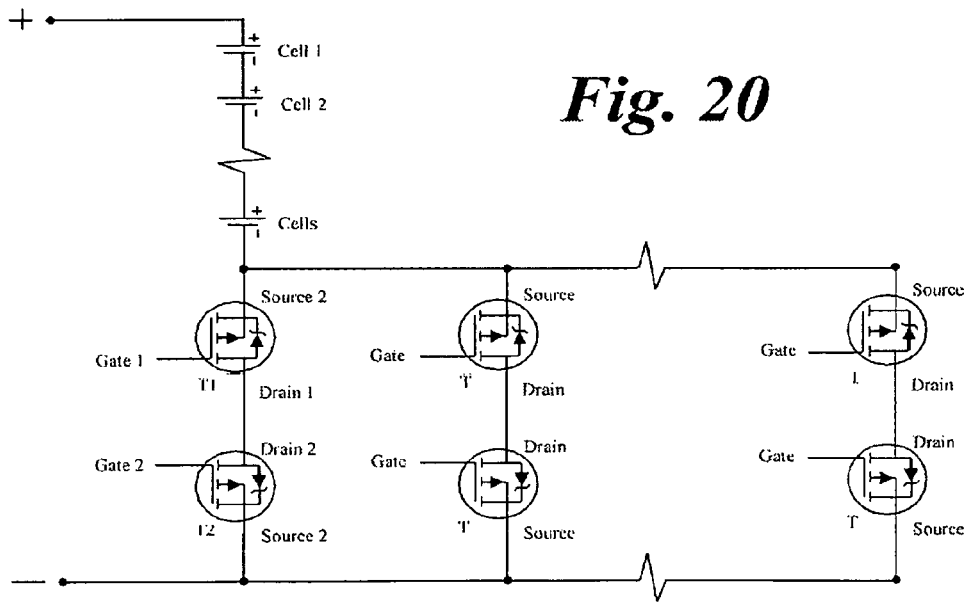 +
+
Cell 1
-
Fig. 20
+
Cell 2
-
+
Cells
-
Source 2
Source
Source
Gate 1
Gate
Gate
T1
T
Drain 1
Drain
Drain
Drain 2
Drain
Drain
Gate 2
Gate
Gate
T2
T
T
Source 2
Source
Source
—